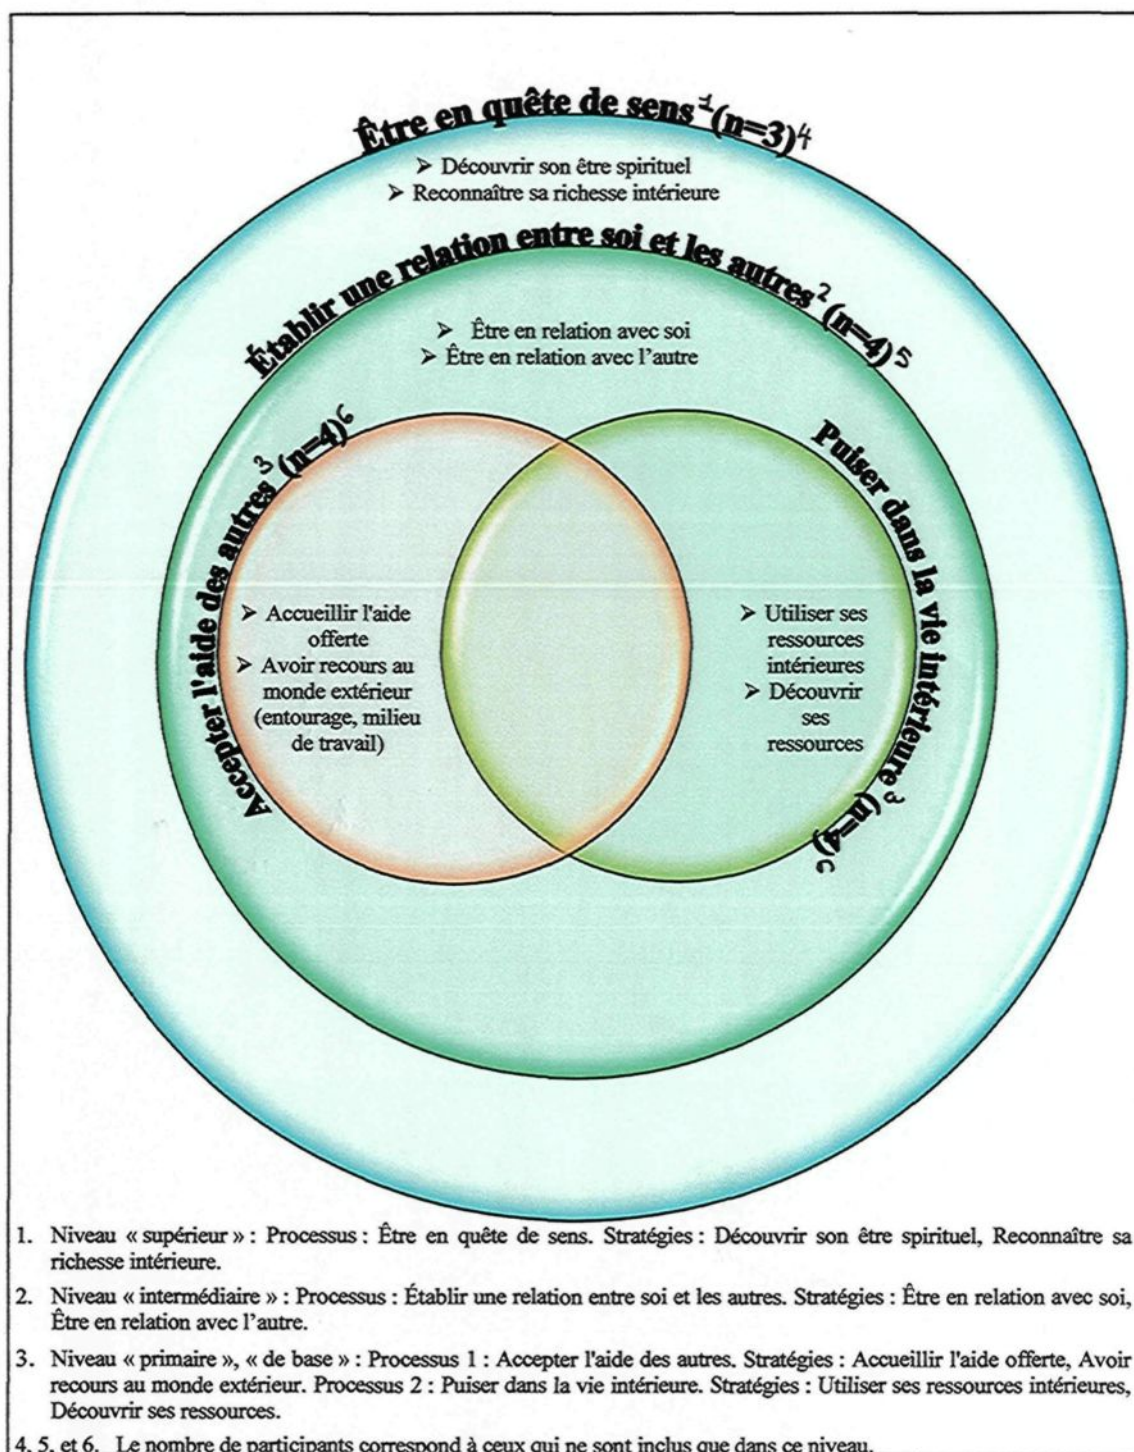 Être en quête de sens 1 (n=3) 4
➢ Découvrir son être spirituel
➢ Reconnaître sa richesse intérieure
Établir une relation entre soi et les autres 2 (n=4) 5
➢ Être en relation avec soi
➢ Être en relation avec l'autre
Accepter l'aide des autres 3 (n=4) 6
➢ Accueillir l'aide
offerte
➢ Avoir recours au
monde extérieur
(entourage, milieu
de travail)
Puiser dans la vie intérieure 3 (n=4) 6
➢ Utiliser ses
ressources
intérieures
➢ Découvrir
ses
ressources
1. Niveau « supérieur » : Processus : Être en quête de sens. Stratégies : Découvrir son être spirituel, Reconnaître sa
richesse intérieure.
2. Niveau « intermédiaire » : Processus : Établir une relation entre soi et les autres. Stratégies : Être en relation avec soi,
Être en relation avec l'autre.
3. Niveau « primaire », « de base » : Processus 1 : Accepter l'aide des autres. Stratégies : Accueillir l'aide offerte, Avoir
recours au monde extérieur. Processus 2 : Puiser dans la vie intérieure. Stratégies : Utiliser ses ressources intérieures,
Découvrir ses ressources.
4, 5, et 6. Le nombre de participants correspond à ceux qui ne sont inclus que dans ce niveau.